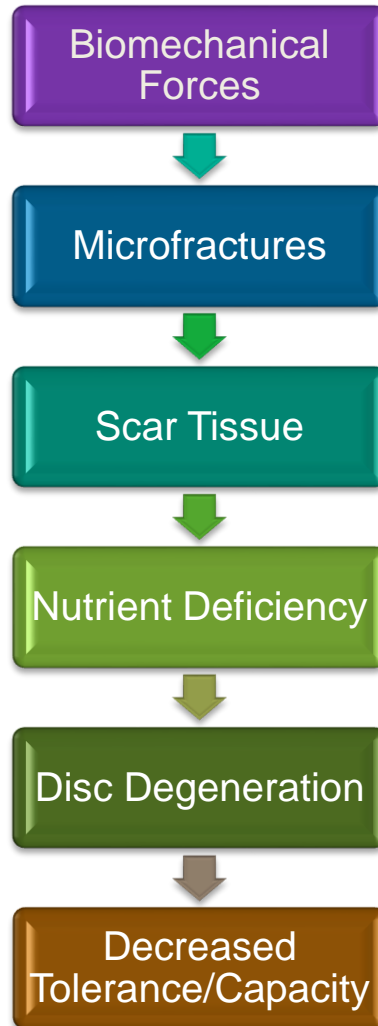 Biomechanical
Forces
Microfractures
Scar Tissue
Nutrient Deficiency
Disc Degeneration
Decreased
Tolerance/Capacity